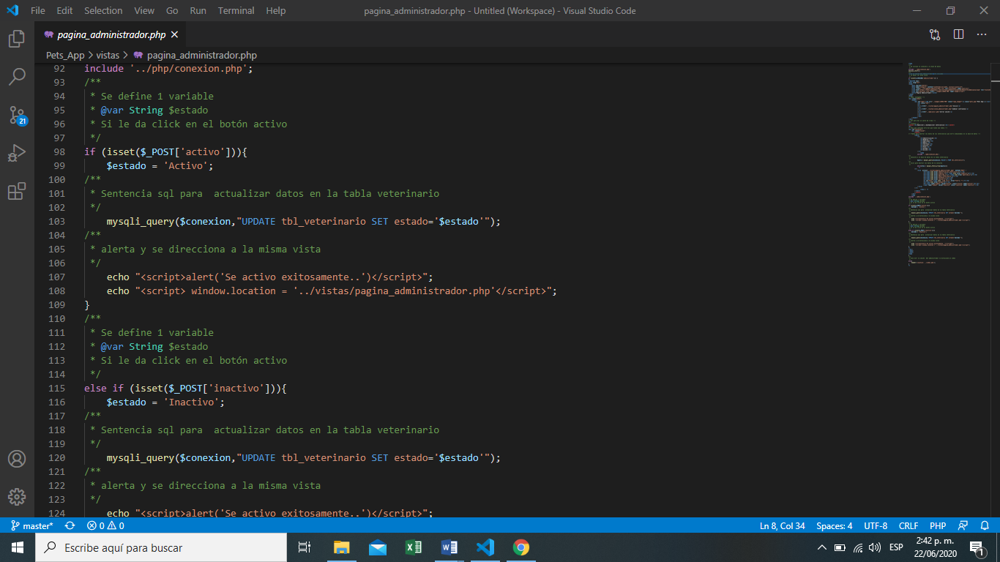 File Edit Selection View Go Run Terminal Help pagina_administrador.php - Untitled (Workspace) - Visual Studio Code
pagina_administrador.php
Pets_App > vistas > pagina_administrador.php
92 include '../php/conexion.php';
93 /**
94 * Se define 1 variable
95 * @var String $estado
96 * Si le da click en el botón activo
97 */
98 if (isset($_POST['activo'])){
99 $estado = 'Activo';
100 /**
101 * Sentencia sql para  actualizar datos en la tabla veterinario
102 */
103 mysqli_query($conexion,"UPDATE tbl_veterinario SET estado='$estado'");
104 /**
105 * alerta y se direcciona a la misma vista
106 */
107 echo "<script>alert('Se activo exitosamente..')</script>";
108 echo "<script> window.location = '../vistas/pagina_administrador.php'</script>";
109 }
110 /**
111 * Se define 1 variable
112 * @var String $estado
113 * Si le da click en el botón activo
114 */
115 else if (isset($_POST['inactivo'])){
116 $estado = 'Inactivo';
117 /**
118 * Sentencia sql para  actualizar datos en la tabla veterinario
119 */
120 mysqli_query($conexion,"UPDATE tbl_veterinario SET estado='$estado'");
121 /**
122 * alerta y se direcciona a la misma vista
123 */
124 echo "<script>alert('Se activo exitosamente..')</script>";
21
master* 0 0 Ln 8, Col 34 Spaces: 4 UTF-8 CRLF PHP
Escribe aquí para buscar ESP 2:42 p. m.
22/06/2020 1